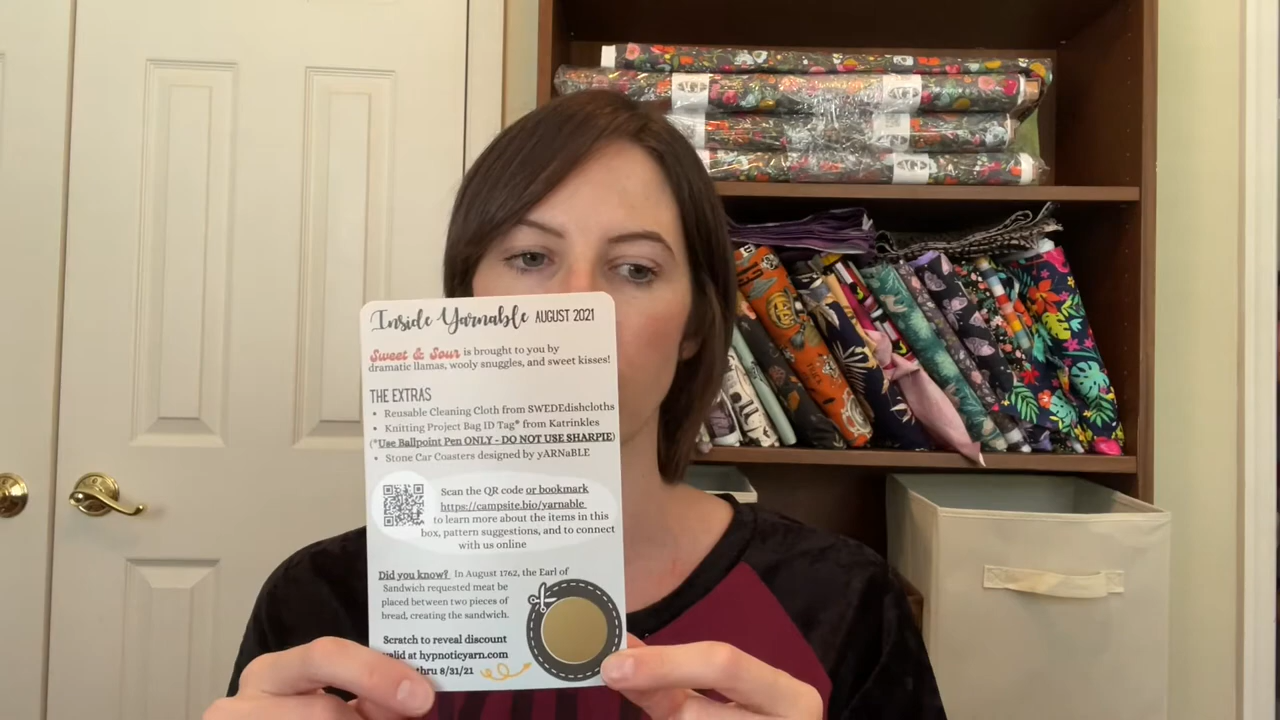 Inside Yarnable AUGUST 2021
Sweet & Sour is brought to you by
dramatic llamas, wooly snuggles, and sweet kisses!
THE EXTRAS
• Reusable Cleaning Cloth from SWEDEdishcloths
• Knitting Project Bag ID Tag* from Katrinkles
(*Use Ballpoint Pen ONLY - DO NOT USE SHARPIE)
• Stone Car Coasters designed by yARNaBLE
Scan the QR code or bookmark
https://campsite.bio/yarnable
to learn more about the items in this
box, pattern suggestions, and to connect
with us online
Did you know? In August 1762, the Earl of
Sandwich requested meat be
placed between two pieces of
bread, creating the sandwich.
Scratch to reveal discount
valid at hypnoticyarn.com
thru 8/31/21